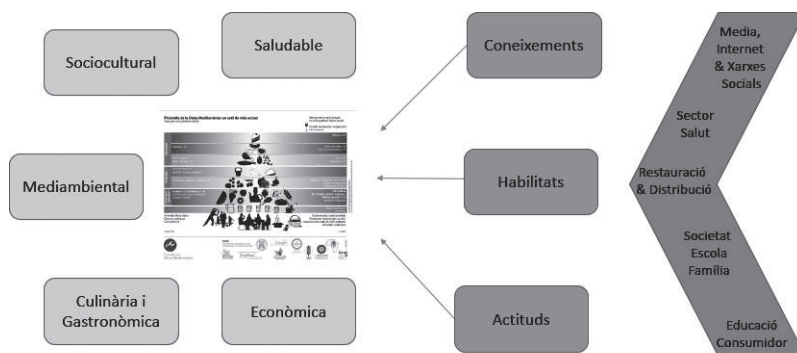 Sociocultural
Saludable
Mediambiental
Culinària i
Gastronòmica
Econòmica
Piràmide de la Dieta Mediterrània: un estil de vida actual
Coneixements
Habilitats
Actituds
Media,
Internet
& Xarxes
Socials
Sector
Salut
Restauració
& Distribució
Societat
Escola
Família
Educació
Consumidor